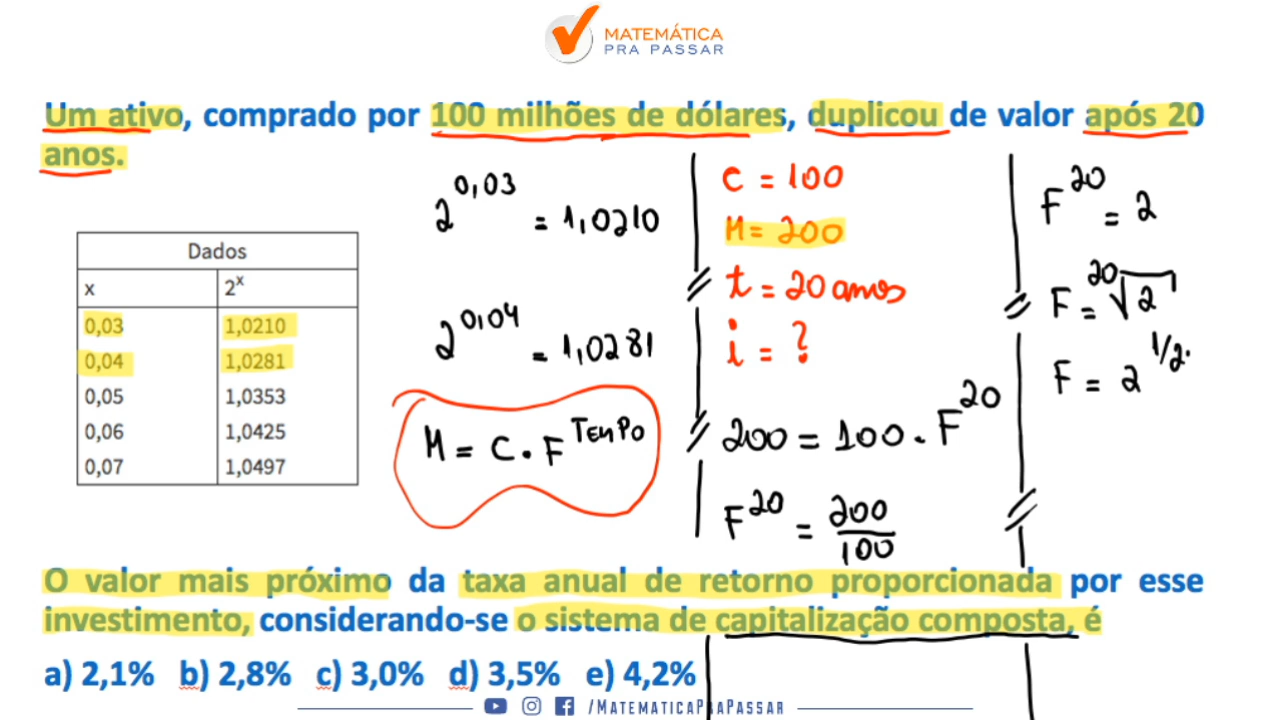 MATEMÁTICA
PRA PASSAR
Um ativo, comprado por 100 milhões de dólares, duplicou de valor após 20
anos.
Dados
x 2^x
0,03 1,0210
0,04 1,0281
0,05 1,0353
0,06 1,0425
0,07 1,0497
2^0,03 = 1,0210
2^0,04 = 1,0281
M = C . F^TEMPO
C = 100
M = 200
t = 20 anos
i = ?
200 = 100 . F^20
F^20 = 200/100
F^20 = 2
F = 20√2
F = 2^1/2
O valor mais próximo da taxa anual de retorno proporcionada por esse
investimento, considerando-se o sistema de capitalização composta, é
a) 2,1% b) 2,8% c) 3,0% d) 3,5% e) 4,2%
/MATEMATICAPRAPASSAR